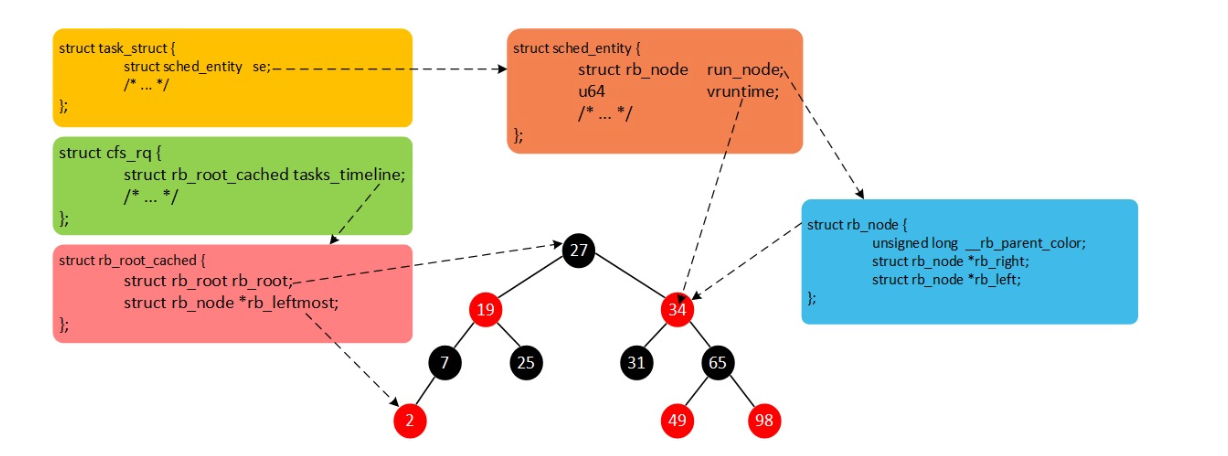 struct task_struct {
struct sched_entity se;
/* ... */
};
struct cfs_rq {
struct rb_root_cached tasks_timeline;
/* ... */
};
struct rb_root_cached {
struct rb_root rb_root;
struct rb_node *rb_leftmost;
};
struct sched_entity {
struct rb_node run_node;
u64 vruntime;
/* ... */
};
struct rb_node {
unsigned long __rb_parent_color;
struct rb_node *rb_right;
struct rb_node *rb_left;
};
27
19 34
7 25 31 65
2 49 98